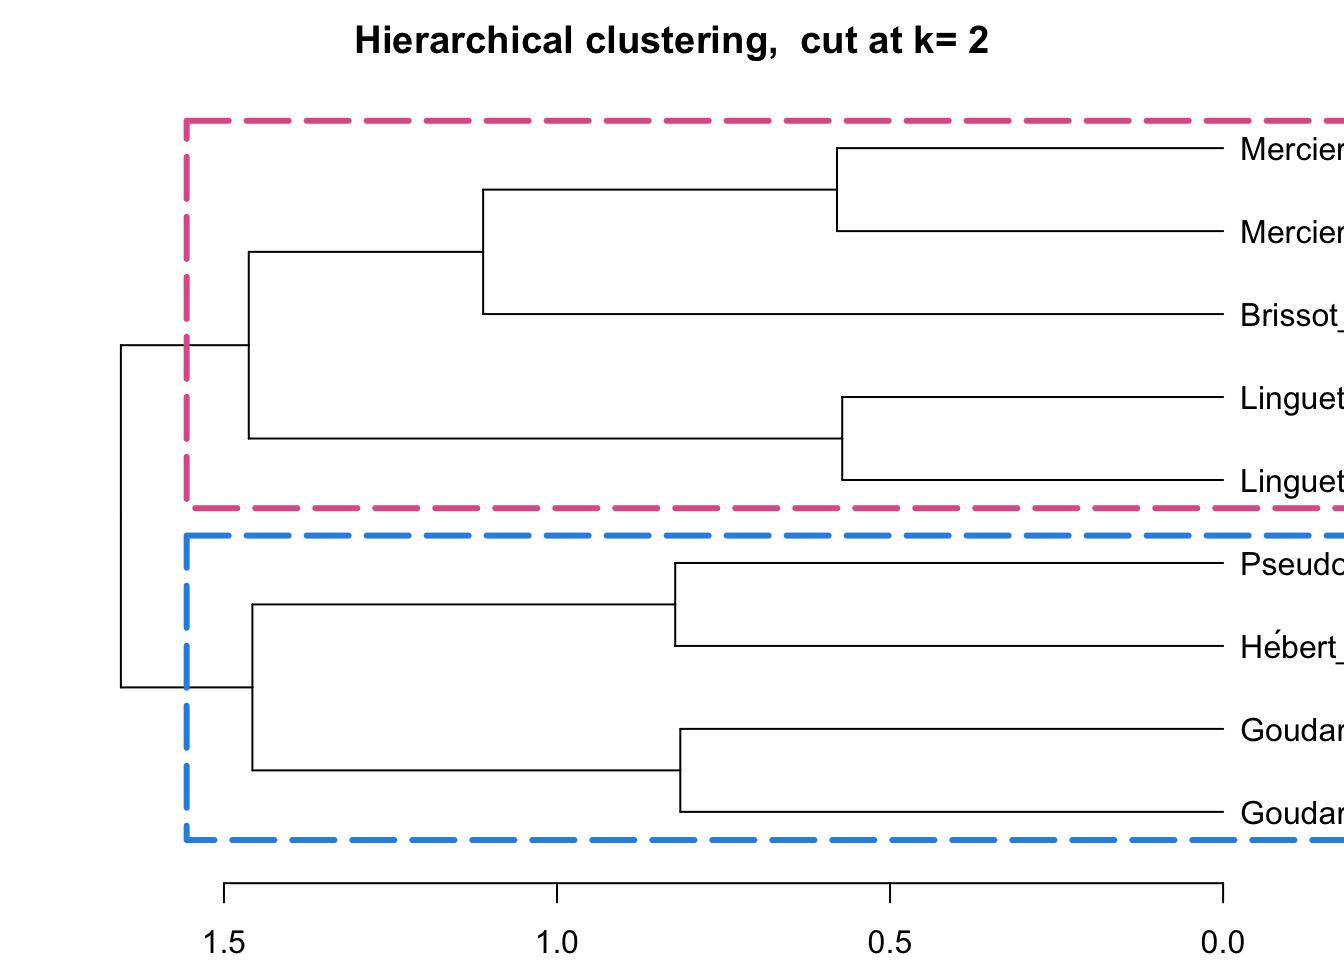 Hierarchical clustering,  cut at k= 2
Mercier
Mercier
Brissot_
Linguet
Linguet
Pseudo
Hébert_
Goudar
Goudar
1.5 1.0 0.5 0.0